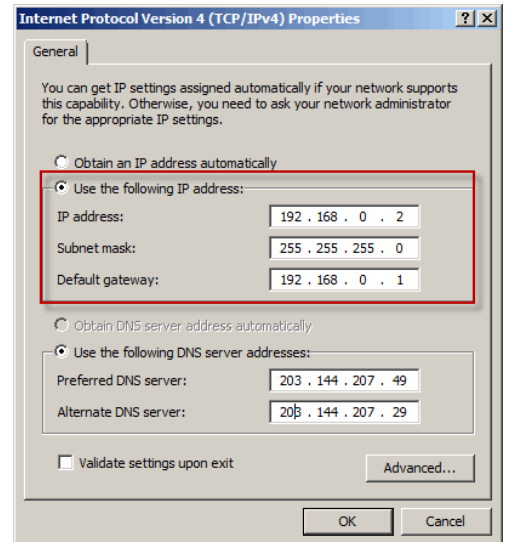 Internet Protocol Version 4 (TCP/IPv4) Properties
General
You can get IP settings assigned automatically if your network supports
this capability. Otherwise, you need to ask your network administrator
for the appropriate IP settings.
Obtain an IP address automatically
Use the following IP address:
IP address: 192 . 168 . 0 . 2
Subnet mask: 255 . 255 . 255 . 0
Default gateway: 192 . 168 . 0 . 1
Obtain DNS server address automatically
Use the following DNS server addresses:
Preferred DNS server: 203 . 144 . 207 . 49
Alternate DNS server: 203 . 144 . 207 . 29
Validate settings upon exit
Advanced...
OK Cancel